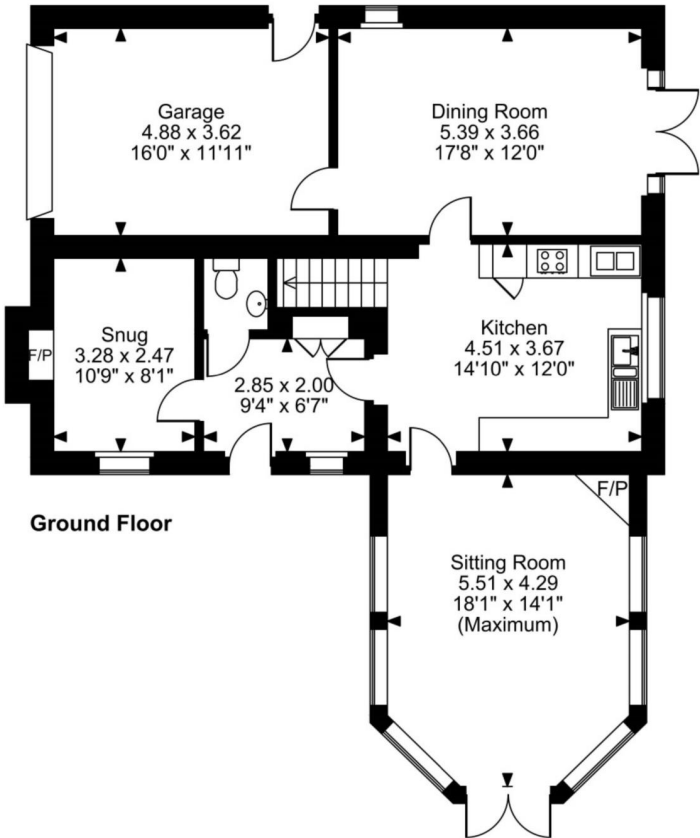 Garage
4.88 x 3.62
16'0" x 11'11"
Dining Room
5.39 x 3.66
17'8" x 12'0"
Snug
3.28 x 2.47
10'9" x 8'1"
F/P
2.85 x 2.00
9'4" x 6'7"
Kitchen
4.51 x 3.67
14'10" x 12'0"
Ground Floor
F/P
Sitting Room
5.51 x 4.29
18'1" x 14'1"
(Maximum)